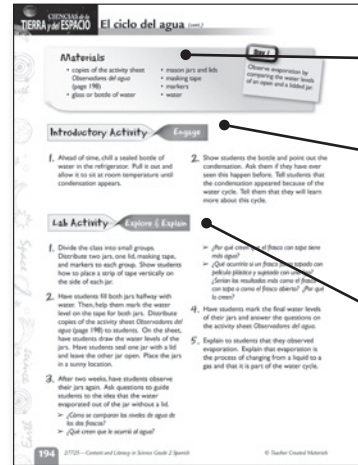 CIENCIAS de la
TIERRA y del ESPACIO
El ciclo del agua (cont.)
Materials
• copies of the activity sheet
Observadores del agua
(page 198)
• glass or bottle of water
• mason jars and lids
• masking tape
• markers
• water
Day 1
Observe evaporation by
comparing the water levels
of an open and a lidded jar.
Introductory Activity
Engage
1. Ahead of time, chill a sealed bottle of
water in the refrigerator. Pull it out and
allow it to sit at room temperature until
condensation appears.
2. Show students the bottle and point out the
condensation. Ask them if they have ever
seen this happen before. Tell students that
the condensation appeared because of the
water cycle. Tell them that they will learn
more about this cycle.
Lab Activity
Explore & Explain
1. Divide the class into small groups.
Distribute two jars, one lid, masking tape,
and markers to each group. Show students
how to place a strip of tape vertically on
the side of each jar.
2. Have students fill both jars halfway with
water. Then, help them mark the water
level on the tape for both jars. Distribute
copies of the activity sheet Observadores del
agua (page 198) to students. On the sheet,
have students draw the water levels of the
jars. Have students seal one jar with a lid
and leave the other jar open. Place the jars
in a sunny location.
3. After two weeks, have students observe
their jars again. Ask questions to guide
students to the idea that the water
evaporated out of the jar without a lid.
➤ ¿Cómo se comparan los niveles de agua de
los dos frascos?
➤ ¿Qué creen que le ocurrió al agua?
➤ ¿Por qué creen que el frasco con tapa tiene
más agua?
➤ ¿Qué ocurriría si un frasco tapado con
película plástica y sujetado con una
¿Serían los resultados más como el frasco
con tapa o como el frasco abierto? ¿Por qué
lo creen?
4. Have students mark the final water levels
of their jars and answer the questions on
the activity sheet Observadores del agua.
5. Explain to students that they observed
evaporation. Explain that evaporation is
the process of changing from a liquid to a
gas and that it is part of the water cycle.
194
27725—Content and Literacy in Science Grade 2 Spanish
© Teacher Created Materials